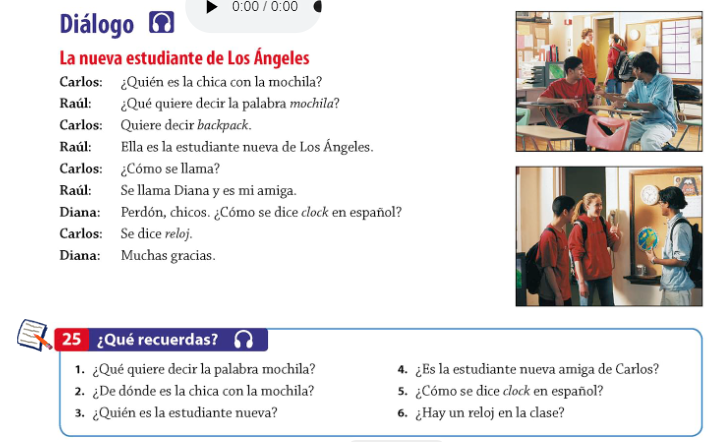 Diálogo
0:00 / 0:00
La nueva estudiante de Los Ángeles
Carlos: ¿Quién es la chica con la mochila?
Raúl: ¿Qué quiere decir la palabra mochila?
Carlos: Quiere decir backpack.
Raúl: Ella es la estudiante nueva de Los Ángeles.
Carlos: ¿Cómo se llama?
Raúl: Se llama Diana y es mi amiga.
Diana: Perdón, chicos. ¿Cómo se dice clock en español?
Carlos: Se dice reloj.
Diana: Muchas gracias.
25 ¿Qué recuerdas?
1. ¿Qué quiere decir la palabra mochila?
2. ¿De dónde es la chica con la mochila?
3. ¿Quién es la estudiante nueva?
4. ¿Es la estudiante nueva amiga de Carlos?
5. ¿Cómo se dice clock en español?
6. ¿Hay un reloj en la clase?